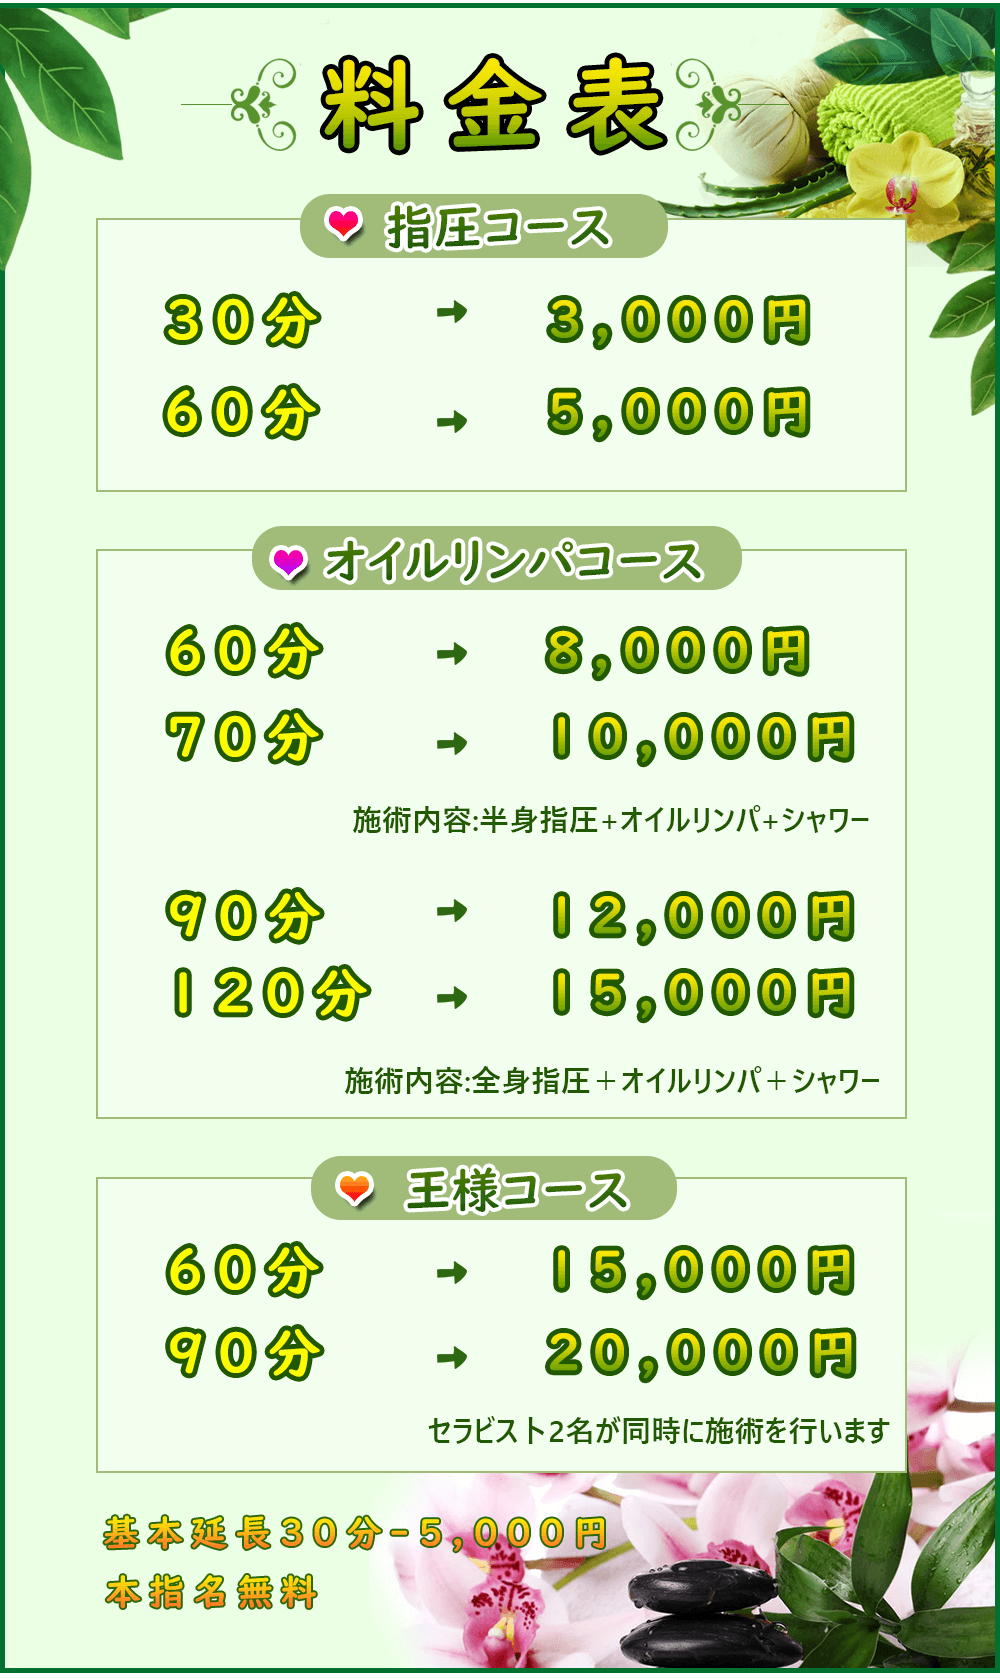 料金表
指圧コース
30分 → 3,000円
60分 → 5,000円
オイルリンパコース
60分 → 8,000円
70分 → 10,000円
施術内容:半身指圧+オイルリンパ+シャワー
90分 → 12,000円
120分 → 15,000円
施術内容:全身指圧＋オイルリンパ＋シャワー
王様コース
60分 → 15,000円
90分 → 20,000円
セラビスト2名が同時に施術を行います
基本延長30分-5,000円
本指名無料